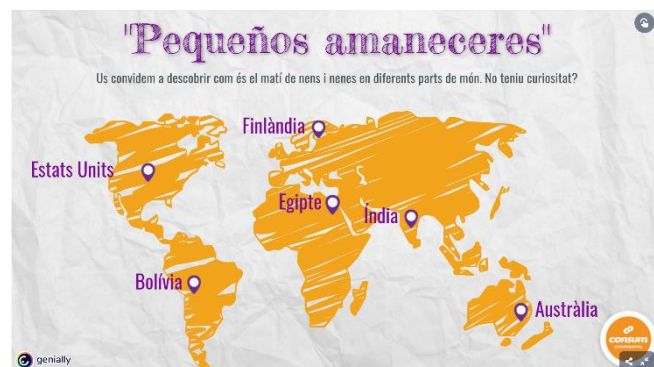 "Pequeños amaneceres"
Us convidem a descobrir com és el matí de nens i nenes en diferents parts de món. No teniu curiositat?
Finlàndia
Estats Units
Egipte
Índia
Bolívia
Austràlia
consum
COOPERATIVA
genially